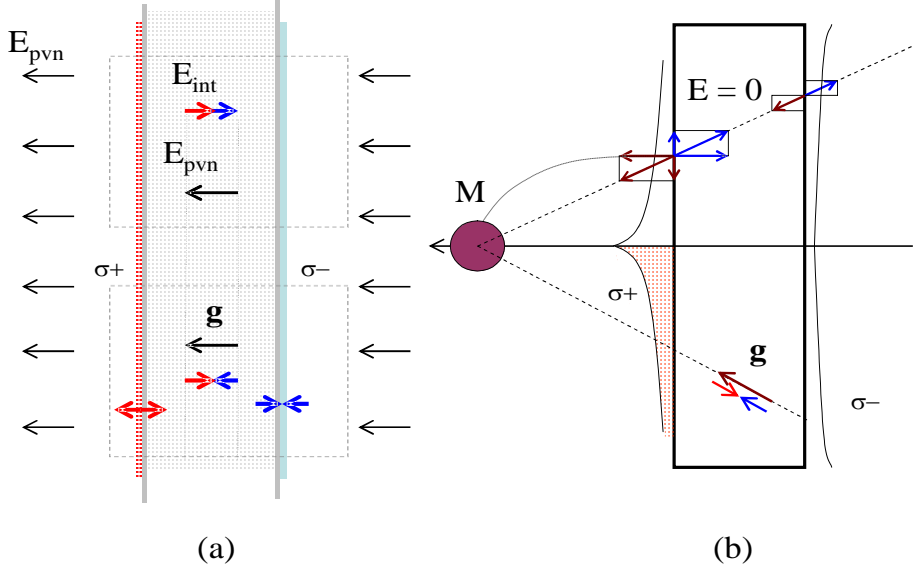 E_pvn
E_int
E_pvn
σ+
σ−
g
(a)
E = 0
M
σ+
g
σ−
(b)